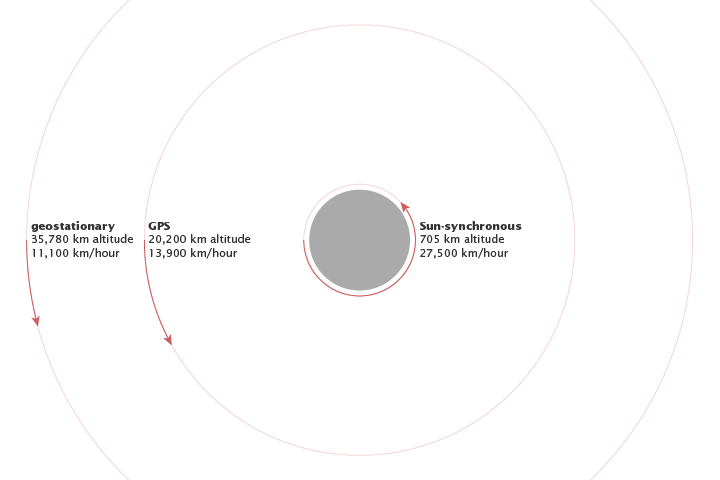 geostationary
35,780 km altitude
11,100 km/hour
GPS
20,200 km altitude
13,900 km/hour
Sun-synchronous
705 km altitude
27,500 km/hour